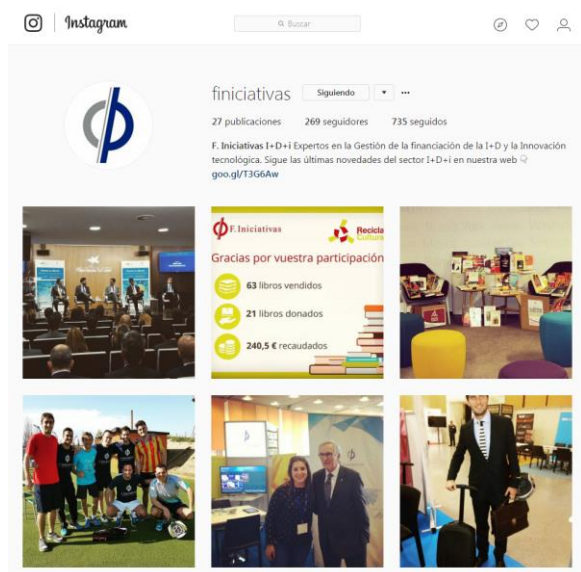 Instagram
Buscar
finiciativas Siguiendo
27 publicaciones 269 seguidores 735 seguidos
F. Iniciativas I+D+i Expertos en la Gestión de la financiación de la I+D y la Innovación
tecnológica. Sigue las últimas novedades del sector I+D+i en nuestra web
goo.gl/T3G6Aw
F. Iniciativas Recicla
Cultura
Gracias por vuestra participación
63 libros vendidos
21 libros donados
240,5 € recaudados